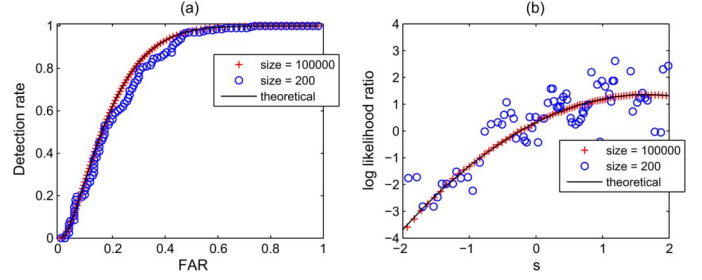 (a)
Detection rate
1
0.8
0.6
0.4
0.2
0
0
0.2
0.4
0.6
0.8
1
FAR
size = 100000
size = 200
theoretical
(b)
log likelihood ratio
4
3
2
1
0
−1
−2
−3
−4
−2
−1
0
1
2
s
size = 100000
size = 200
theoretical